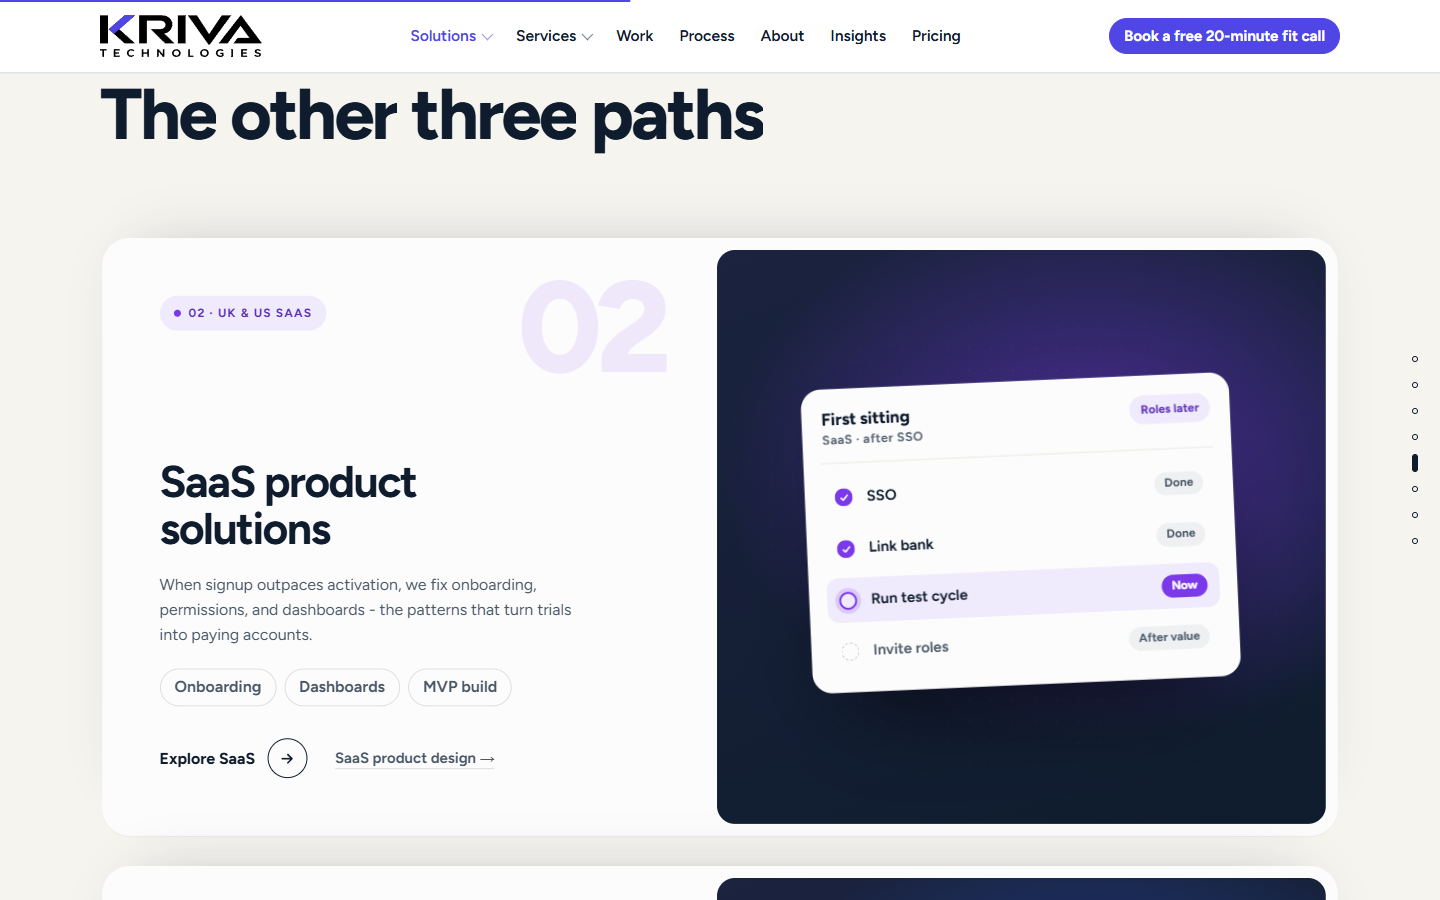 KRIVA
TECHNOLOGIES
Solutions
Services
Work
Process
About
Insights
Pricing
Book a free 20-minute fit call
The other three paths
02 · UK & US SAAS
02
SaaS product
solutions
When signup outpaces activation, we fix onboarding,
permissions, and dashboards - the patterns that turn trials
into paying accounts.
Onboarding
Dashboards
MVP build
Explore SaaS
SaaS product design →
First sitting
SaaS · after SSO
Roles later
SSO
Done
Link bank
Done
Run test cycle
Now
Invite roles
After value